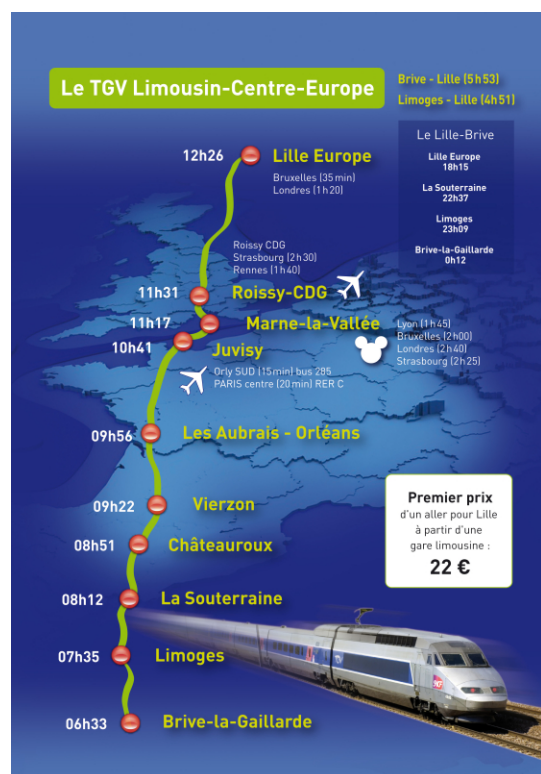 Le TGV Limousin-Centre-Europe
Brive - Lille (5h53)
Limoges - Lille (4h51)
Le Lille-Brive
Lille Europe
18h15
La Souterraine
22h37
Limoges
23h09
Brive-la-Gaillarde
0h12
12h26 Lille Europe
Bruxelles (35 min)
Londres (1h20)
Roissy CDG
Strasbourg (2h30)
Rennes (1h40)
11h31 Roissy-CDG
11h17 Marne-la-Vallée
Lyon (1h45)
Bruxelles (2h00)
Londres (2h40)
Strasbourg (2h25)
10h41 Juvisy
Orly SUD (15min) bus 285
PARIS centre (20min) RER C
09h56 Les Aubrais - Orléans
09h22 Vierzon
08h51 Châteauroux
Premier prix
d'un aller pour Lille
à partir d'une
gare limousine :
22 €
08h12 La Souterraine
07h35 Limoges
06h33 Brive-la-Gaillarde
SNCF